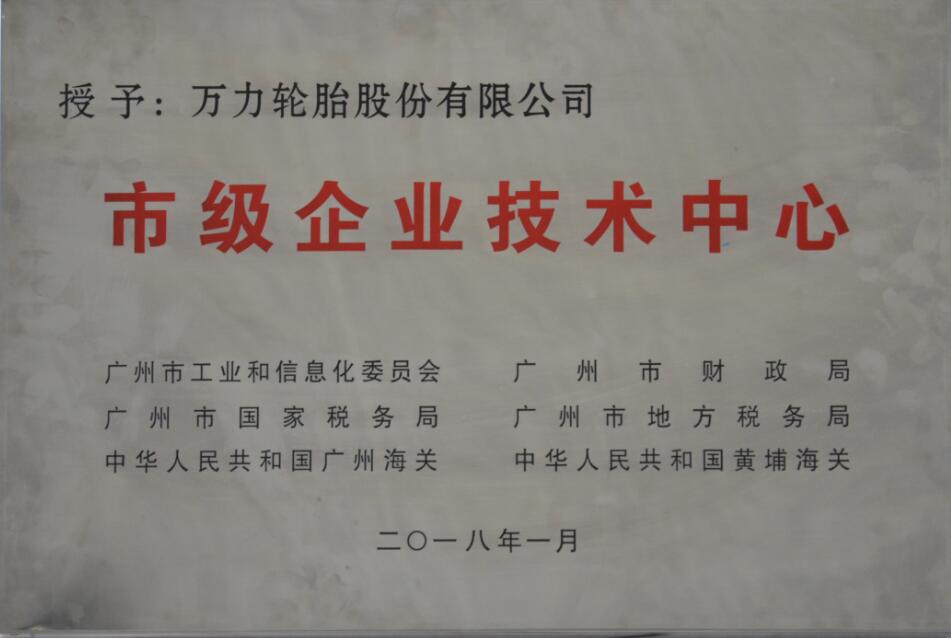 授予：万力轮胎股份有限公司
市级企业技术中心
广州市工业和信息化委员会 广州市财政局
广州市国家税务局 广州市地方税务局
中华人民共和国广州海关 中华人民共和国黄埔海关
二〇一八年一月